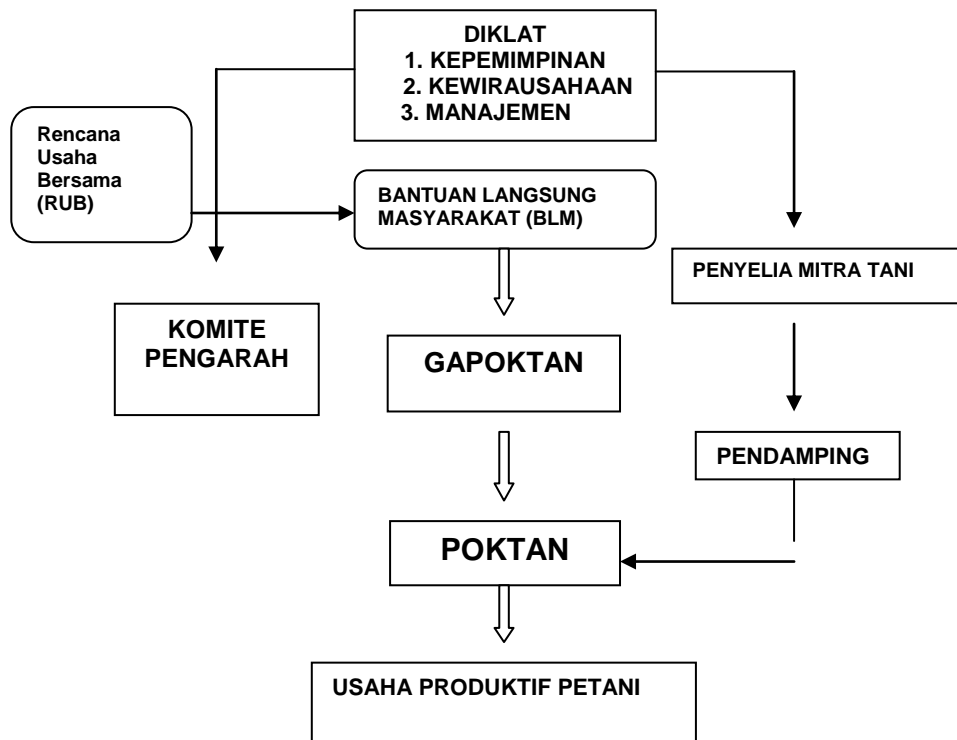 DIKLAT
1. KEPEMIMPINAN
2. KEWIRAUSAHAAN
3. MANAJEMEN
Rencana
Usaha
Bersama
(RUB)
BANTUAN LANGSUNG
MASYARAKAT (BLM)
PENYELIA MITRA TANI
KOMITE
PENGARAH
GAPOKTAN
PENDAMPING
POKTAN
USAHA PRODUKTIF PETANI